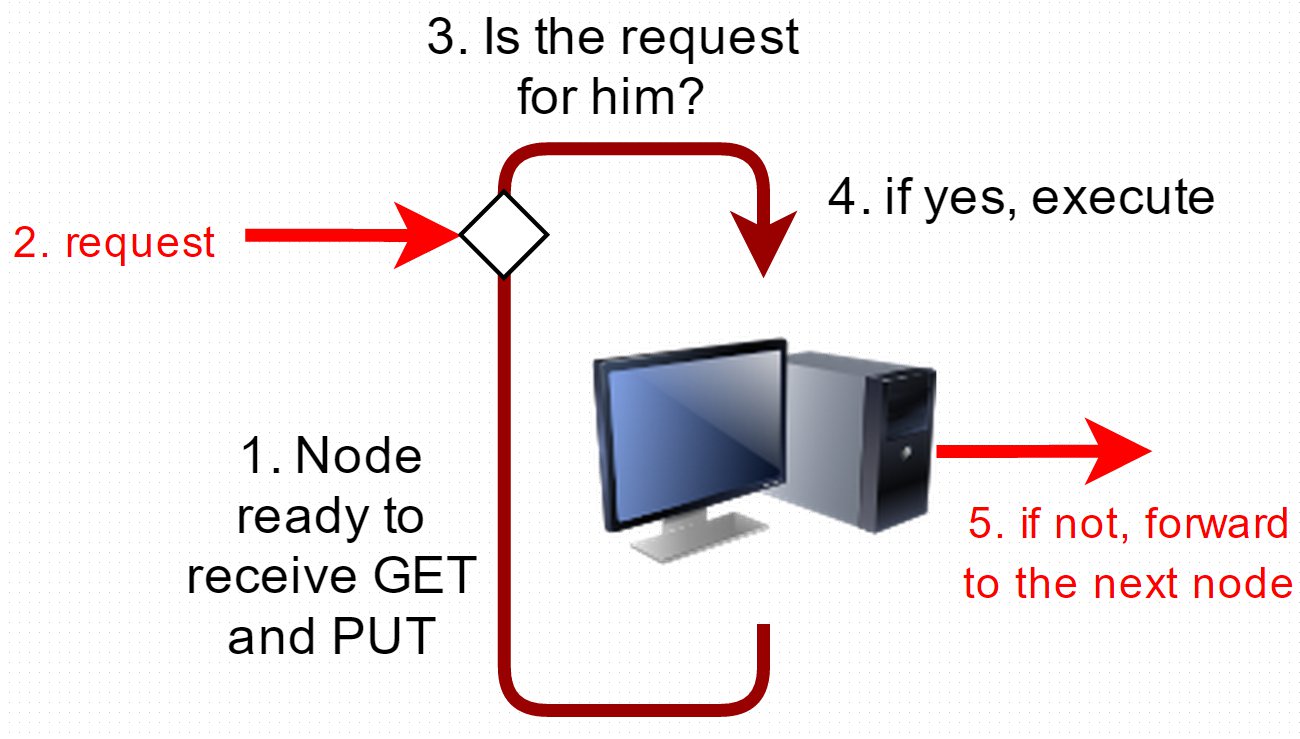 3. Is the request
for him?
4. if yes, execute
2. request
1. Node
ready to
receive GET
and PUT
5. if not, forward
to the next node